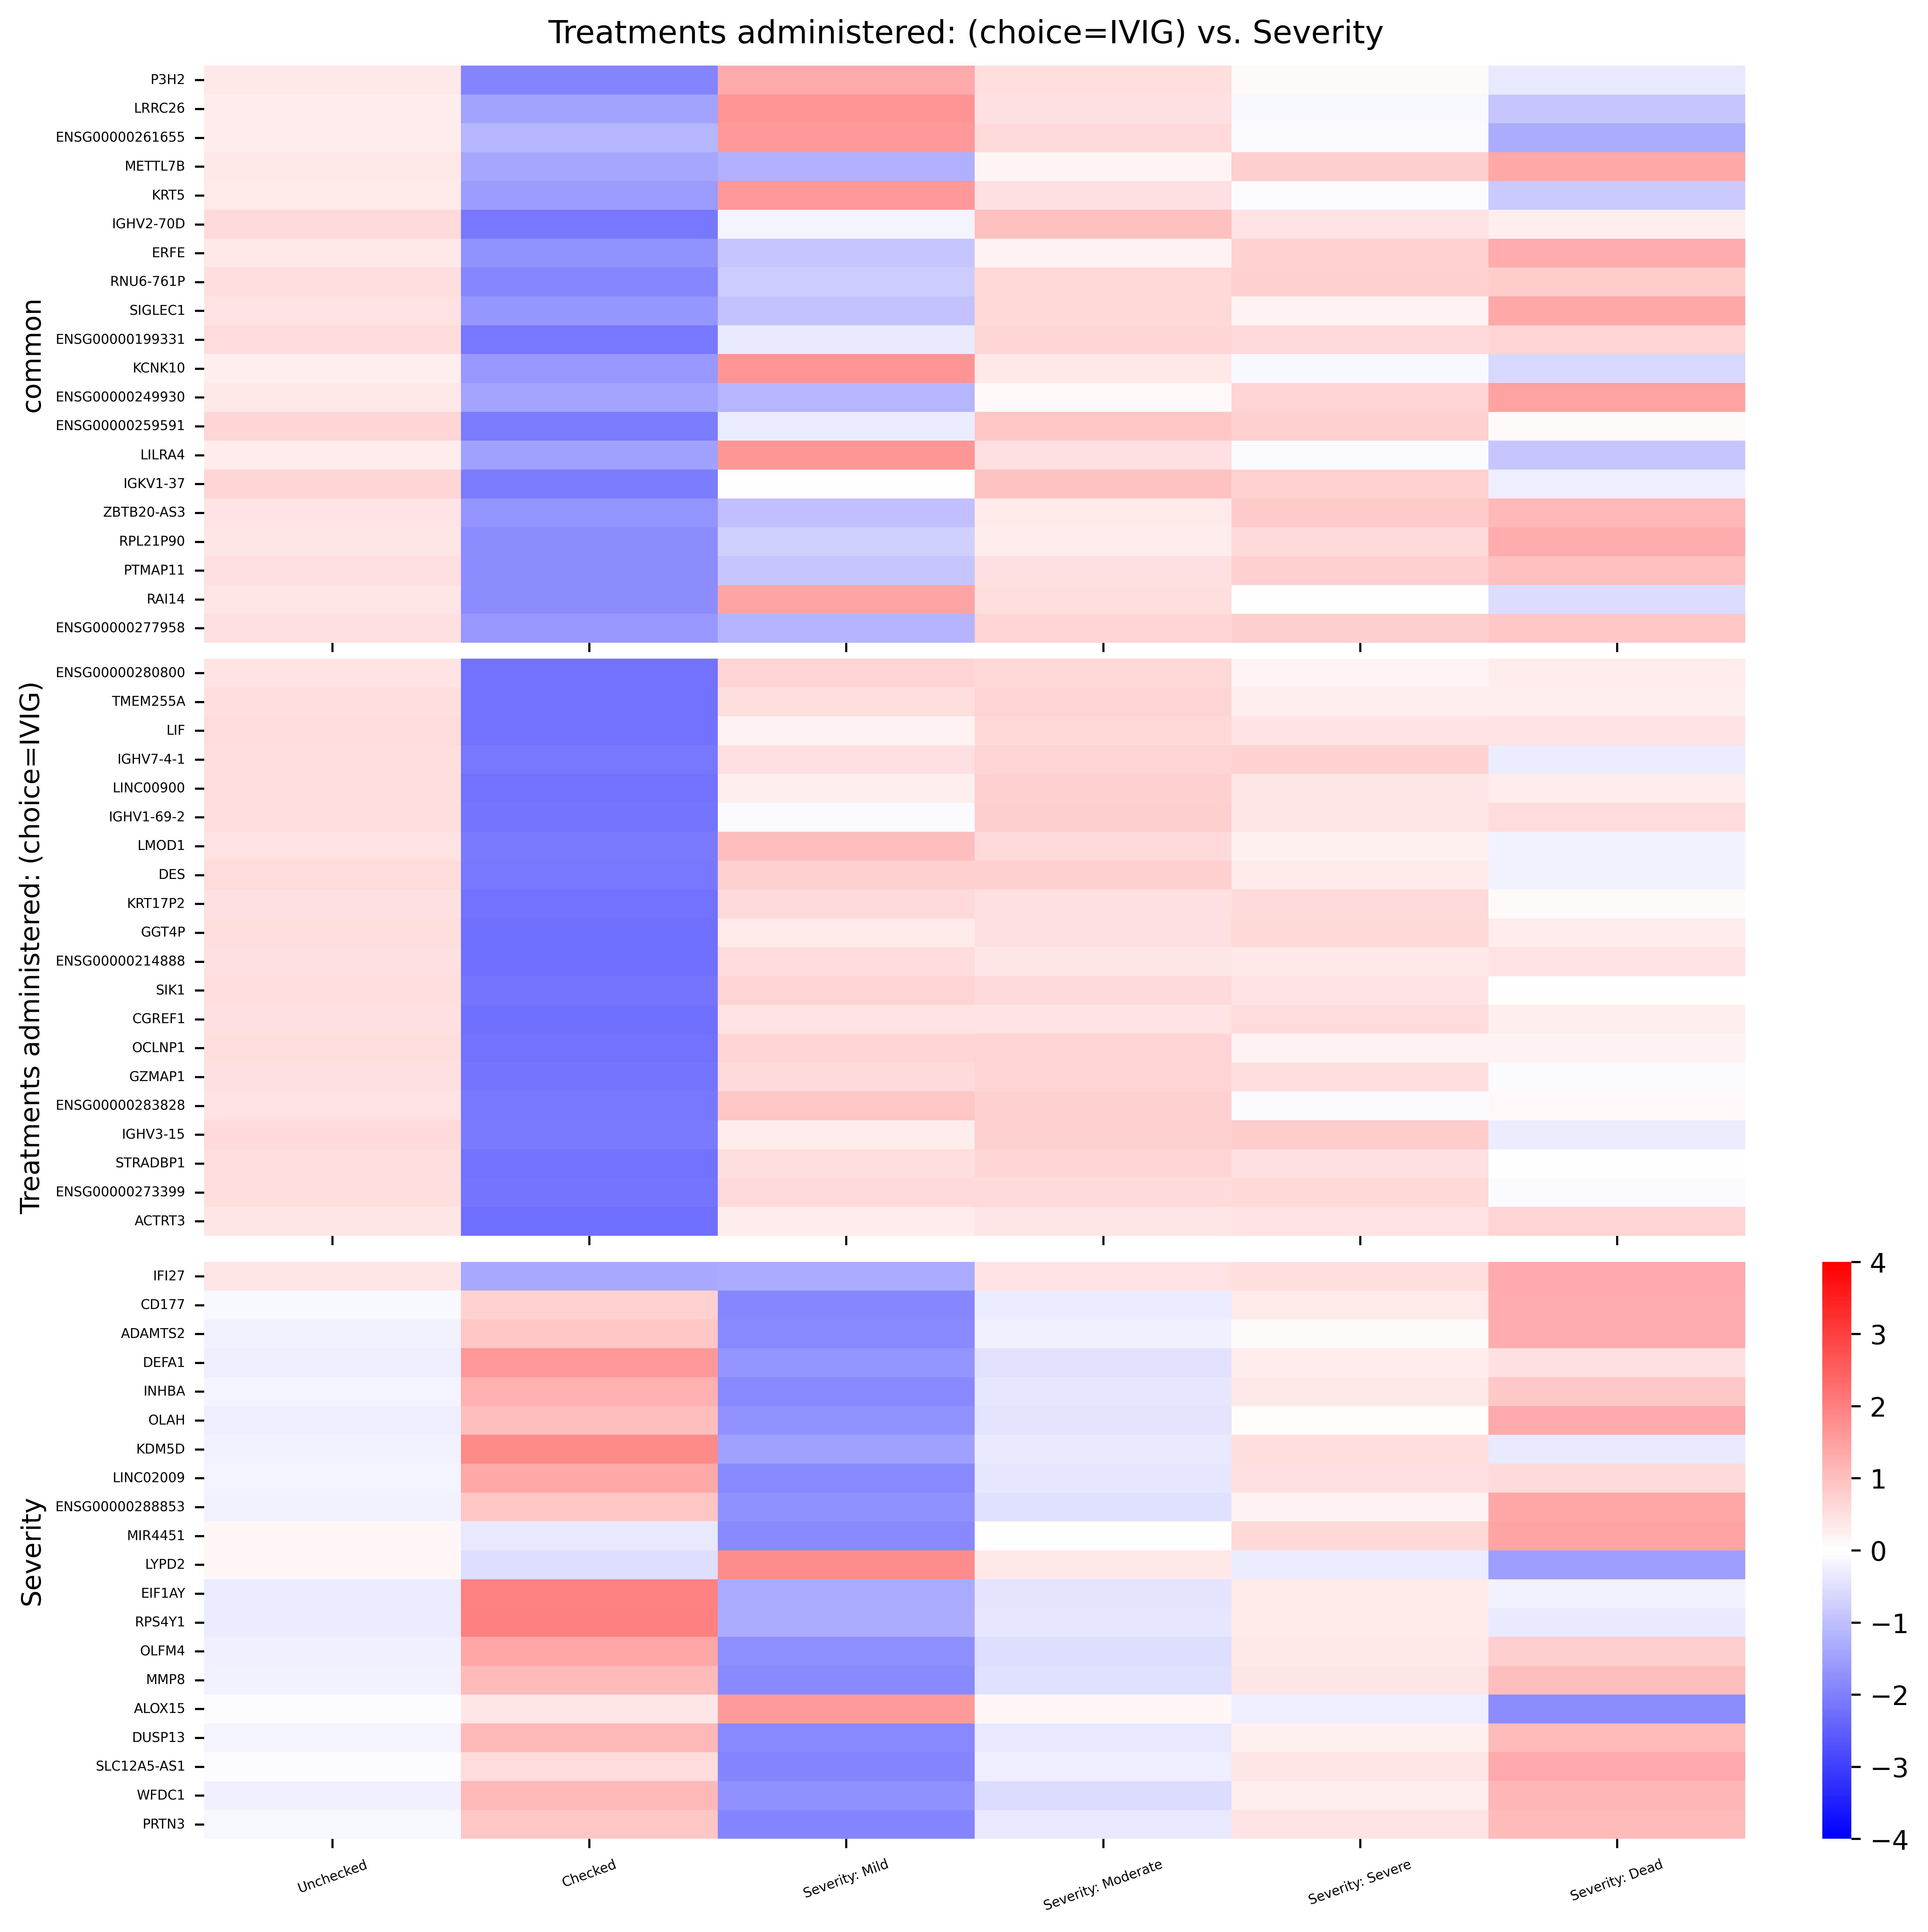 Treatments administered: (choice=IVIG) vs. Severity
common
P3H2
LRRC26
ENSG00000261655
METTL7B
KRT5
IGHV2-70D
ERFE
RNU6-761P
SIGLEC1
ENSG00000199331
KCNK10
ENSG00000249930
ENSG00000259591
LILRA4
IGKV1-37
ZBTB20-AS3
RPL21P90
PTMAP11
RAI14
ENSG00000277958
Treatments administered: (choice=IVIG)
ENSG00000280800
TMEM255A
LIF
IGHV7-4-1
LINC00900
IGHV1-69-2
LMOD1
DES
KRT17P2
GGT4P
ENSG00000214888
SIK1
CGREF1
OCLNP1
GZMAP1
ENSG00000283828
IGHV3-15
STRADBP1
ENSG00000273399
ACTRT3
Severity
IFI27
CD177
ADAMTS2
DEFA1
INHBA
OLAH
KDM5D
LINC02009
ENSG00000288853
MIR4451
LYPD2
EIF1AY
RPS4Y1
OLFM4
MMP8
ALOX15
DUSP13
SLC12A5-AS1
WFDC1
PRTN3
Unchecked
Checked
Severity: Mild
Severity: Moderate
Severity: Severe
Severity: Dead
4
3
2
1
0
−1
−2
−3
−4